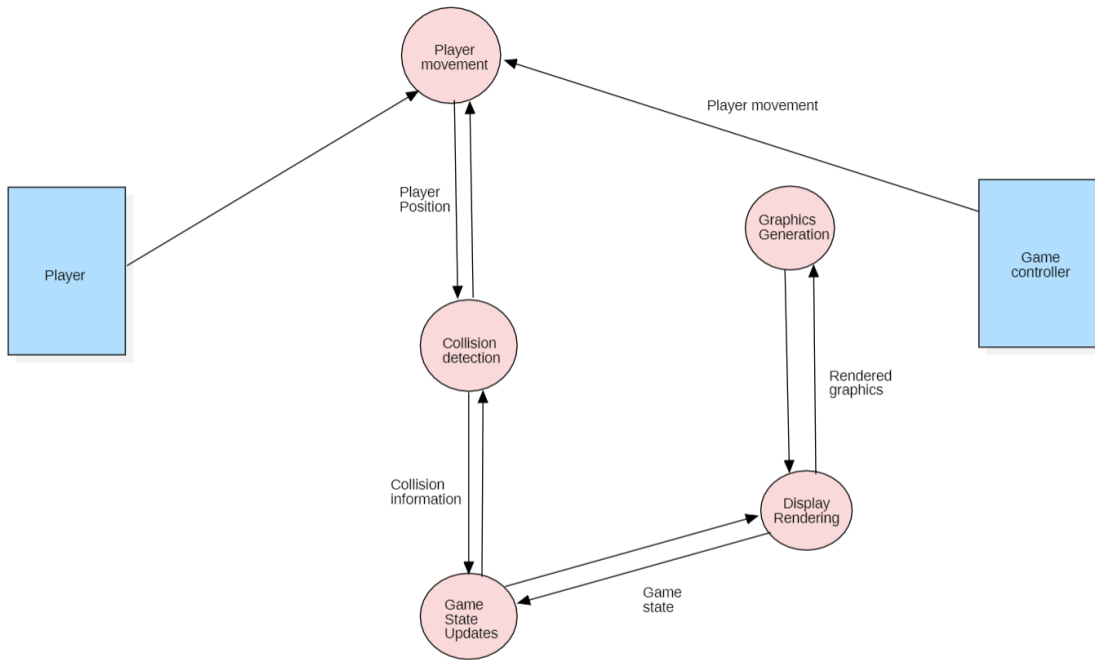 Player
movement
Player movement
Player
Position
Graphics
Generation
Player
Game
controller
Collision
detection
Rendered
graphics
Collision
information
Display
Rendering
Game
State
Updates
Game
state